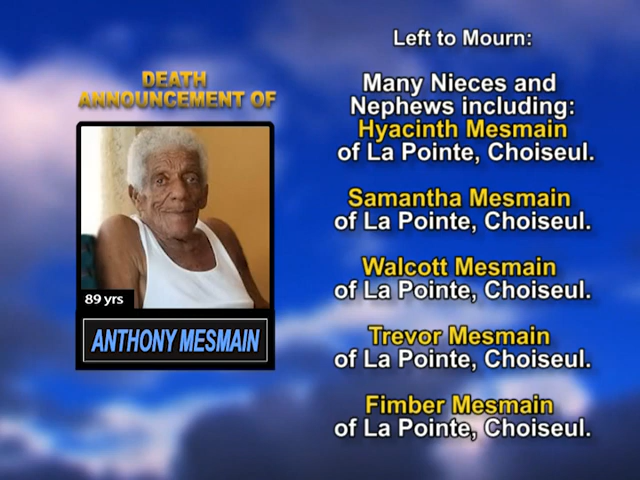 DEATH
ANNOUNCEMENT OF
89 yrs
ANTHONY MESMAIN
Left to Mourn:
Many Nieces and
Nephews including:
Hyacinth Mesmain
of La Pointe, Choiseul.
Samantha Mesmain
of La Pointe, Choiseul.
Walcott Mesmain
of La Pointe, Choiseul.
Trevor Mesmain
of La Pointe, Choiseul.
Fimber Mesmain
of La Pointe, Choiseul.